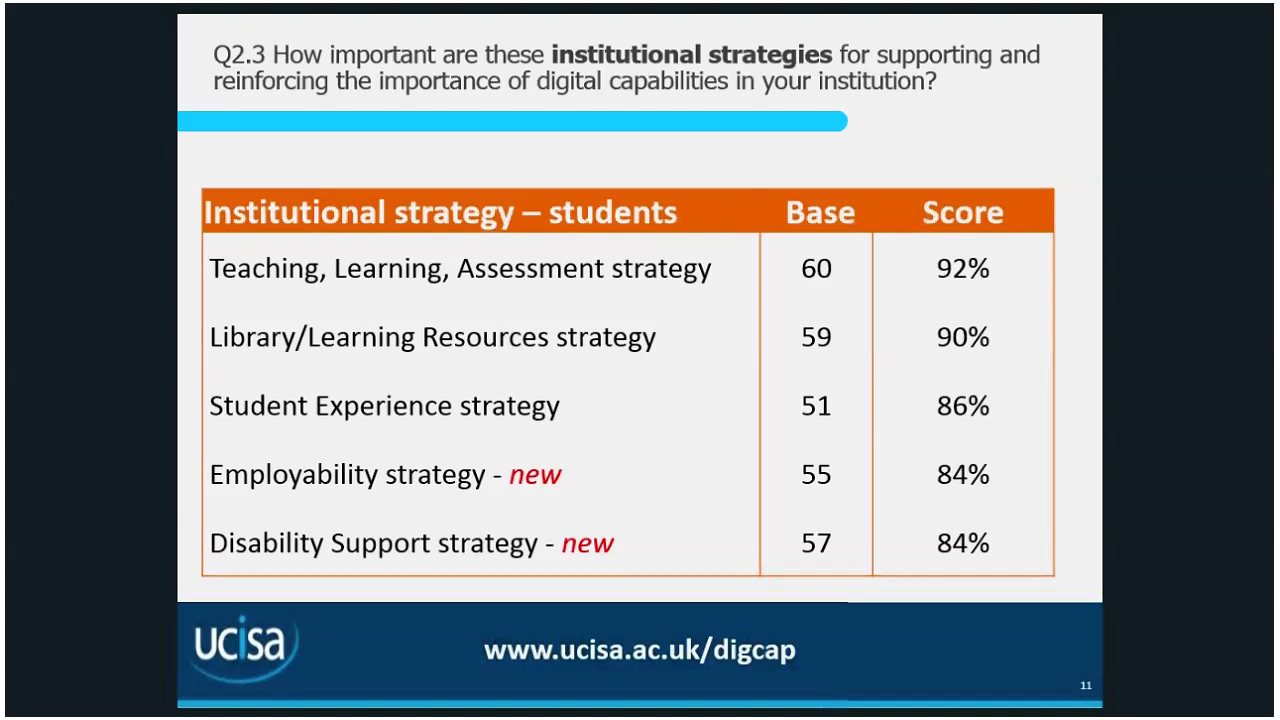 Q2.3 How important are these institutional strategies for supporting and
reinforcing the importance of digital capabilities in your institution?
Institutional strategy – students Base Score
Teaching, Learning, Assessment strategy 60 92%
Library/Learning Resources strategy 59 90%
Student Experience strategy 51 86%
Employability strategy - new 55 84%
Disability Support strategy - new 57 84%
ucisa
www.ucisa.ac.uk/digcap
11